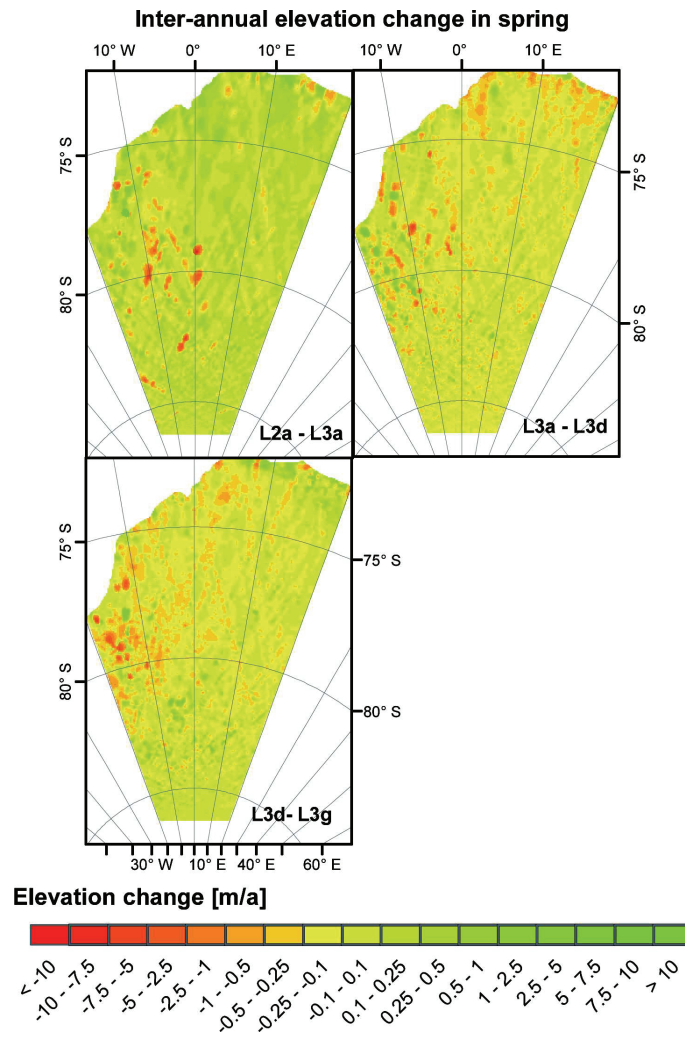 Inter-annual elevation change in spring
10° W 0° 10° E 10° W 0° 10° E
75° S
75° S
80° S
80° S
L2a - L3a
L3a - L3d
75° S
75° S
80° S
80° S
L3d- L3g
30° W 10° E 40° E 60° E
Elevation change [m/a]
< -10
-10 - -7.5
-7.5 - -5
-5 - -2.5
-2.5 - -1
-1 - -0.5
-0.5 - -0.25
-0.25 - -0.1
-0.1 - 0.1
0.1 - 0.25
0.25 - 0.5
0.5 - 1
1 - 2.5
2.5 - 5
5 - 7.5
7.5 - 10
> 10